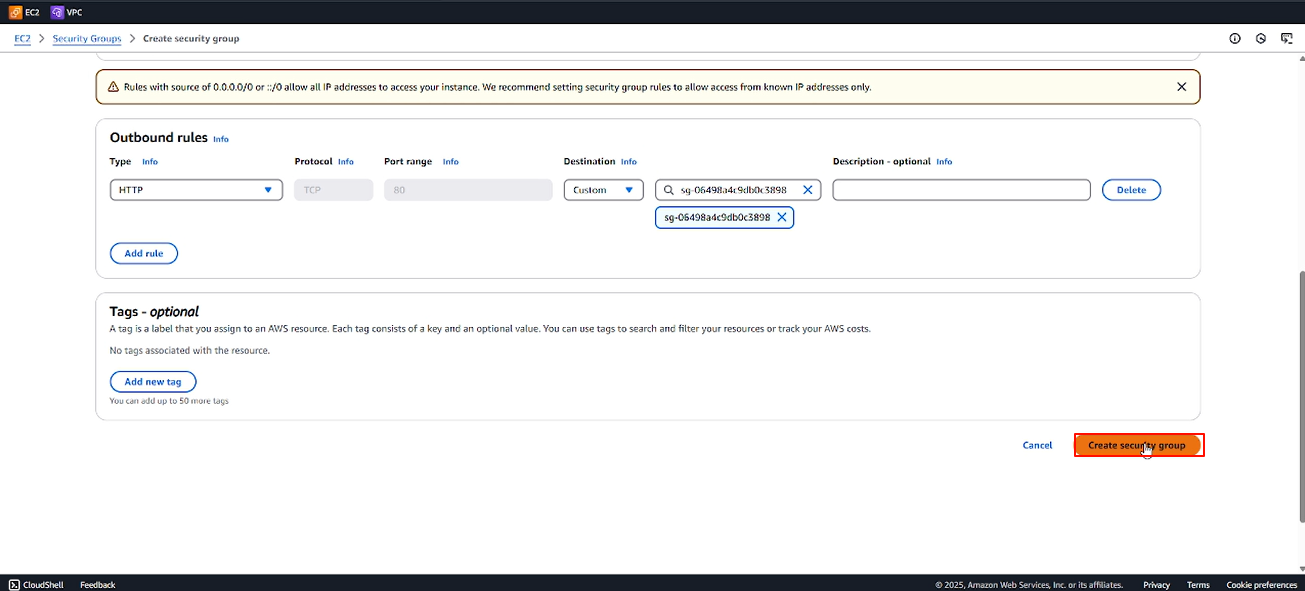 EC2 VPC
EC2 > Security Groups > Create security group
Rules with source of 0.0.0.0/0 or ::/0 allow all IP addresses to access your instance. We recommend setting security group rules to allow access from known IP addresses only.
Outbound rules Info
Type Info Protocol Info Port range Info Destination Info Description - optional Info
HTTP TCP 80 Custom sg-06498a4c9db0c3898 Delete
sg-06498a4c9db0c3898
Add rule
Tags - optional
A tag is a label that you assign to an AWS resource. Each tag consists of a key and an optional value. You can use tags to search and filter your resources or track your AWS costs.
No tags associated with the resource.
Add new tag
You can add up to 50 more tags
Cancel Create security group
CloudShell Feedback © 2025, Amazon Web Services, Inc. or its affiliates. Privacy Terms Cookie preferences